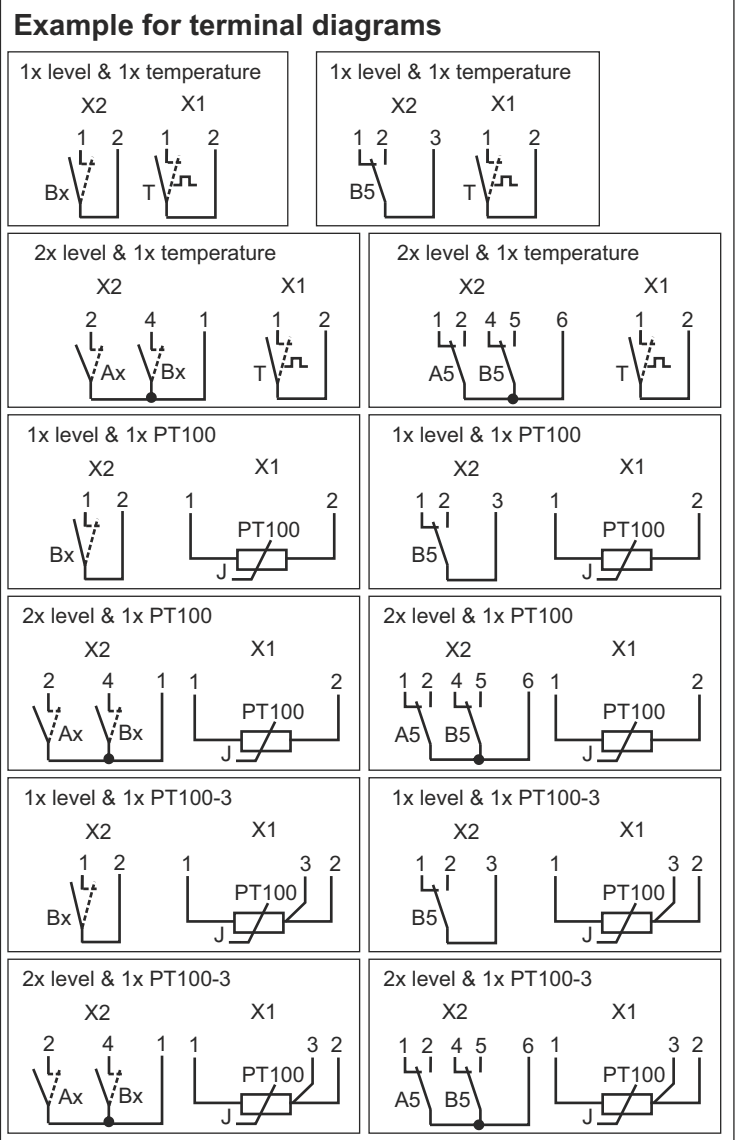 Example for terminal diagrams
1x level & 1x temperature
X2 X1
1 2 1 2
Bx T
1x level & 1x temperature
X2 X1
1 2 3 1 2
B5 T
2x level & 1x temperature
X2 X1
2 4 1 1 2
Ax Bx T
2x level & 1x temperature
X2 X1
1 2 4 5 6 1 2
A5 B5 T
1x level & 1x PT100
X2 X1
1 2 1 2
PT100
Bx
J
1x level & 1x PT100
X2 X1
1 2 3 1 2
PT100
B5
J
2x level & 1x PT100
X2 X1
2 4 1 1 2
PT100
Ax Bx
J
2x level & 1x PT100
X2 X1
1 2 4 5 6 1 2
PT100
A5 B5
J
1x level & 1x PT100-3
X2 X1
1 2 1 3 2
PT100
Bx
J
1x level & 1x PT100-3
X2 X1
1 2 3 1 3 2
PT100
B5
J
2x level & 1x PT100-3
X2 X1
2 4 1 1 3 2
PT100
Ax Bx
J
2x level & 1x PT100-3
X2 X1
1 2 4 5 6 1 3 2
PT100
A5 B5
J